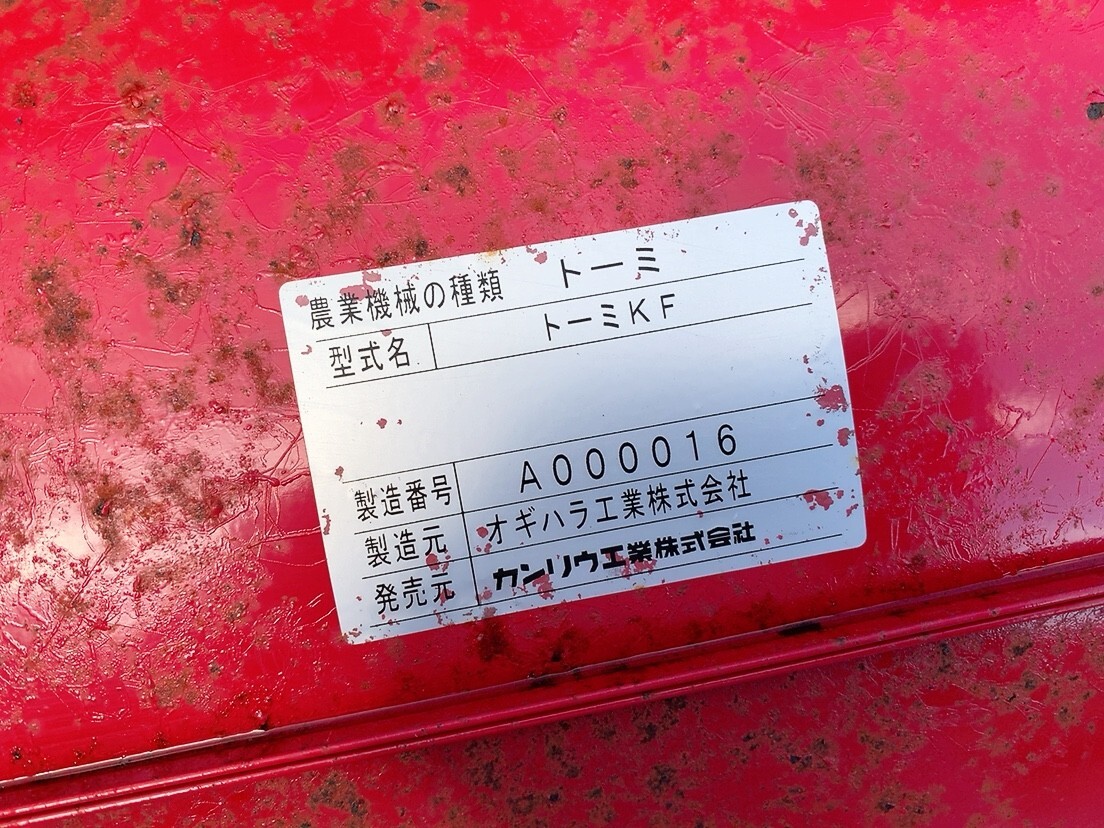 農業機械の種類 トーミ
型式名 トーミKF
製造番号 A000016
製造元 オギハラ工業株式会社
発売元 カンリウ工業株式会社